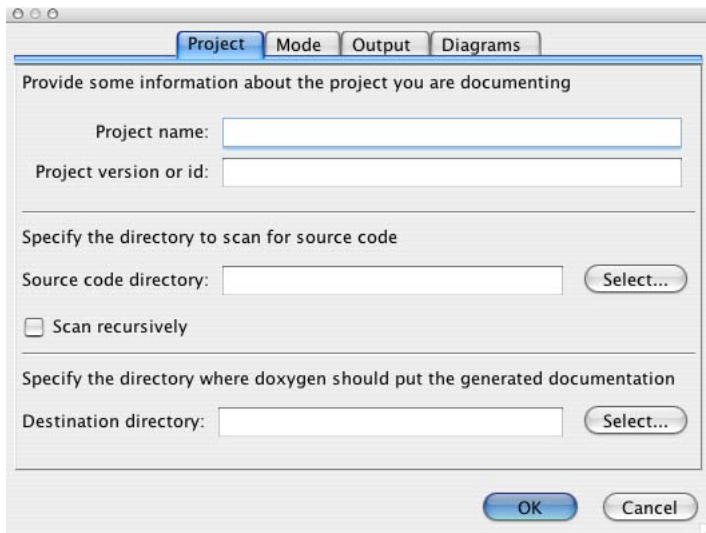 Project Mode Output Diagrams
Provide some information about the project you are documenting
Project name:
Project version or id:
Specify the directory to scan for source code
Source code directory: Select...
Scan recursively
Specify the directory where doxygen should put the generated documentation
Destination directory: Select...
OK Cancel